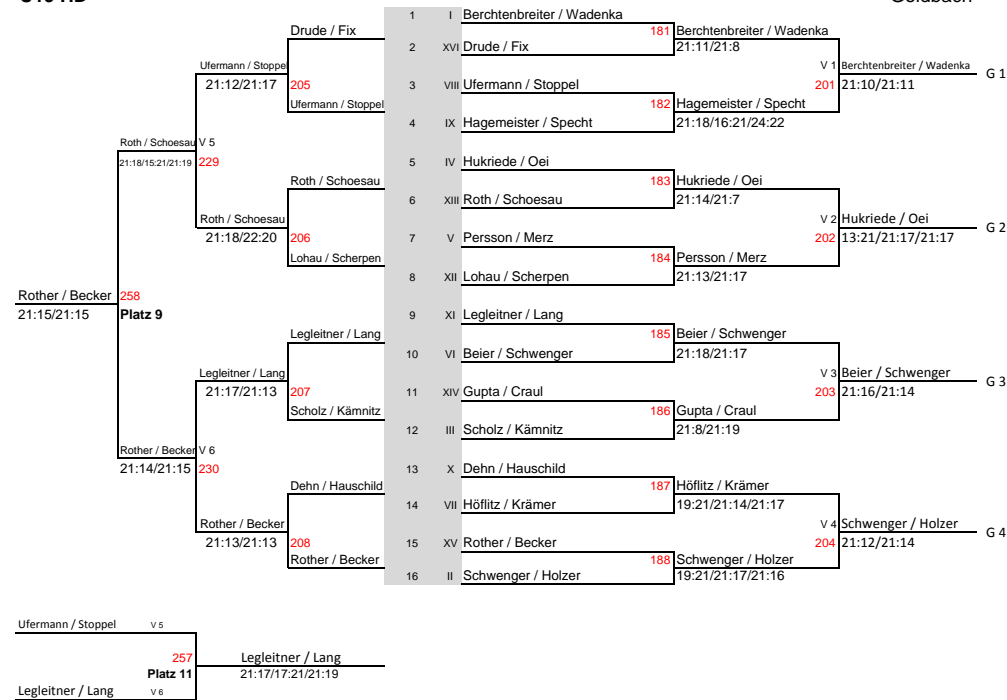 1 I Berchtenbreiter / Wadenka
Drude / Fix
181 Berchtenbreiter / Wadenka
2 XVI Drude / Fix
21:11/21:8
Ufermann / Stoppel
V 1 Berchtenbreiter / Wadenka
G 1
21:12/21:17 205
3 VIII Ufermann / Stoppel
201 21:10/21:11
Ufermann / Stoppel
182 Hagemeister / Specht
4 IX Hagemeister / Specht
21:18/16:21/24:22
Roth / Schoesau V 5
21:18/15:21/21:19 229
5 IV Hukriede / Oei
Roth / Schoesau
183 Hukriede / Oei
6 XIII Roth / Schoesau
21:14/21:7
Roth / Schoesau
V 2 Hukriede / Oei
G 2
21:18/22:20 206
7 V Persson / Merz
202 13:21/21:17/21:17
Lohau / Scherpen
184 Persson / Merz
8 XII Lohau / Scherpen
21:13/21:17
Rother / Becker 258
21:15/21:15 Platz 9
9 XI Legleitner / Lang
Legleitner / Lang
185 Beier / Schwenger
10 VI Beier / Schwenger
21:18/21:17
Legleitner / Lang
V 3 Beier / Schwenger
G 3
21:17/21:13 207
11 XIV Gupta / Craul
203 21:16/21:14
Scholz / Kämnitz
186 Gupta / Craul
12 III Scholz / Kämnitz
21:8/21:19
Rother / Becker V 6
21:14/21:15 230
13 X Dehn / Hauschild
Dehn / Hauschild
187 Höflitz / Krämer
14 VII Höflitz / Krämer
19:21/21:14/21:17
Rother / Becker
V 4 Schwenger / Holzer
G 4
21:13/21:13 208
15 XV Rother / Becker
204 21:12/21:14
Rother / Becker
188 Schwenger / Holzer
16 II Schwenger / Holzer
19:21/21:17/21:16
Ufermann / Stoppel V 5
257 Legleitner / Lang
Platz 11 21:17/17:21/21:19
Legleitner / Lang V 6